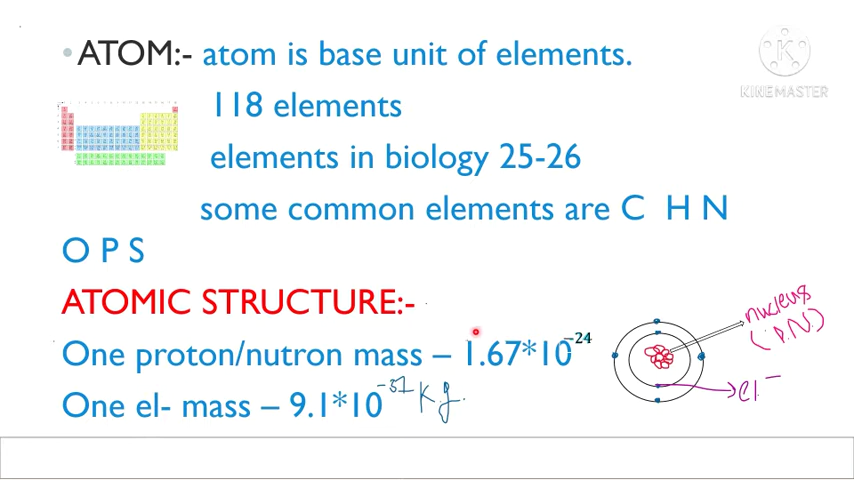 ATOM:- atom is base unit of elements.
KINEMASTER
118 elements
elements in biology 25-26
some common elements are C H N
O P S
ATOMIC STRUCTURE:-
nucleus
(P.N)
One proton/nutron mass – 1.67*10⁻²⁴
el⁻
One el- mass – 9.1*10⁻³¹ Kg.